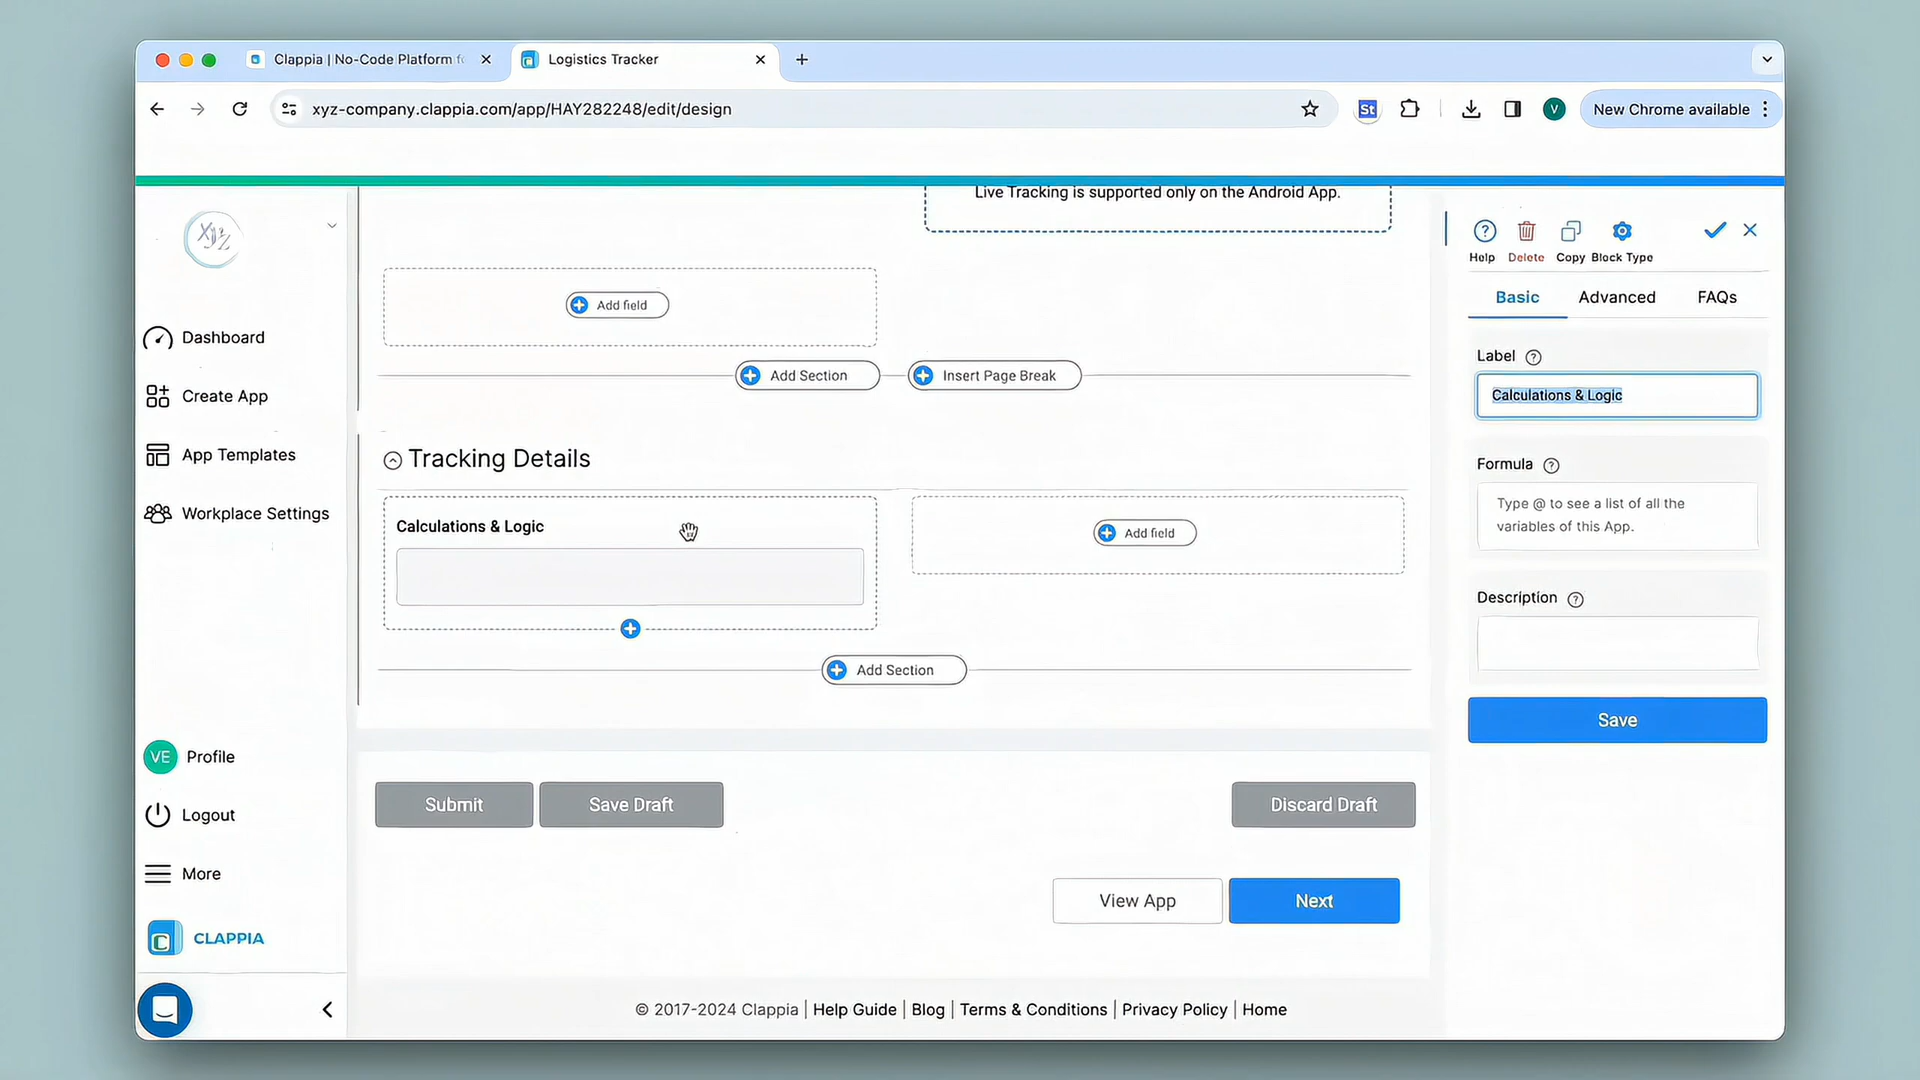 Clappia | No-Code Platform fo
Logistics Tracker
xyz-company.clappia.com/app/HAY282248/edit/design
St
V
New Chrome available
Live Tracking is supported only on the Android App.
xyz
Help
Delete
Copy
Block Type
Basic
Advanced
FAQs
Add field
Dashboard
Label
Add Section
Insert Page Break
Create App
Calculations & Logic
App Templates
Tracking Details
Formula
Workplace Settings
Calculations & Logic
Add field
Type @ to see a list of all the
variables of this App.
Description
Add Section
Save
VE
Profile
Submit
Save Draft
Discard Draft
Logout
More
View App
Next
C
CLAPPIA
© 2017-2024 Clappia | Help Guide | Blog | Terms & Conditions | Privacy Policy | Home